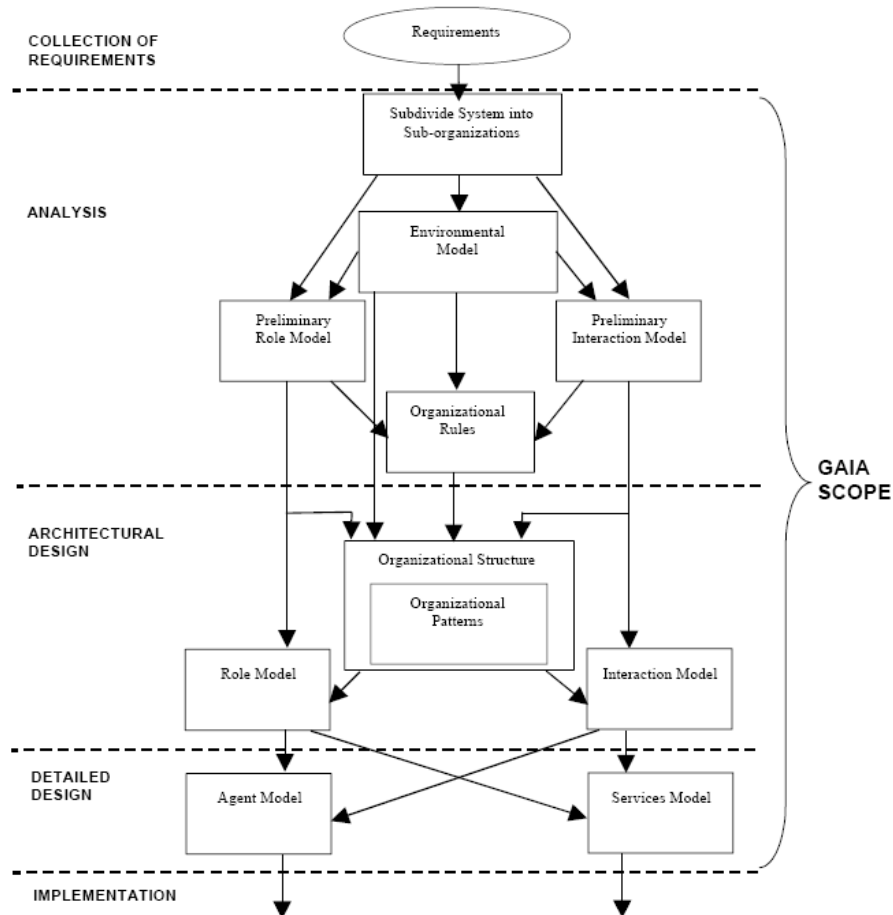 COLLECTION OF
REQUIREMENTS
Requirements
Subdivide System into
Sub-organizations
ANALYSIS
Environmental
Model
Preliminary
Role Model
Preliminary
Interaction Model
Organizational
Rules
GAIA
SCOPE
ARCHITECTURAL
DESIGN
Organizational Structure
Organizational
Patterns
Role Model
Interaction Model
DETAILED
DESIGN
Agent Model
Services Model
IMPLEMENTATION